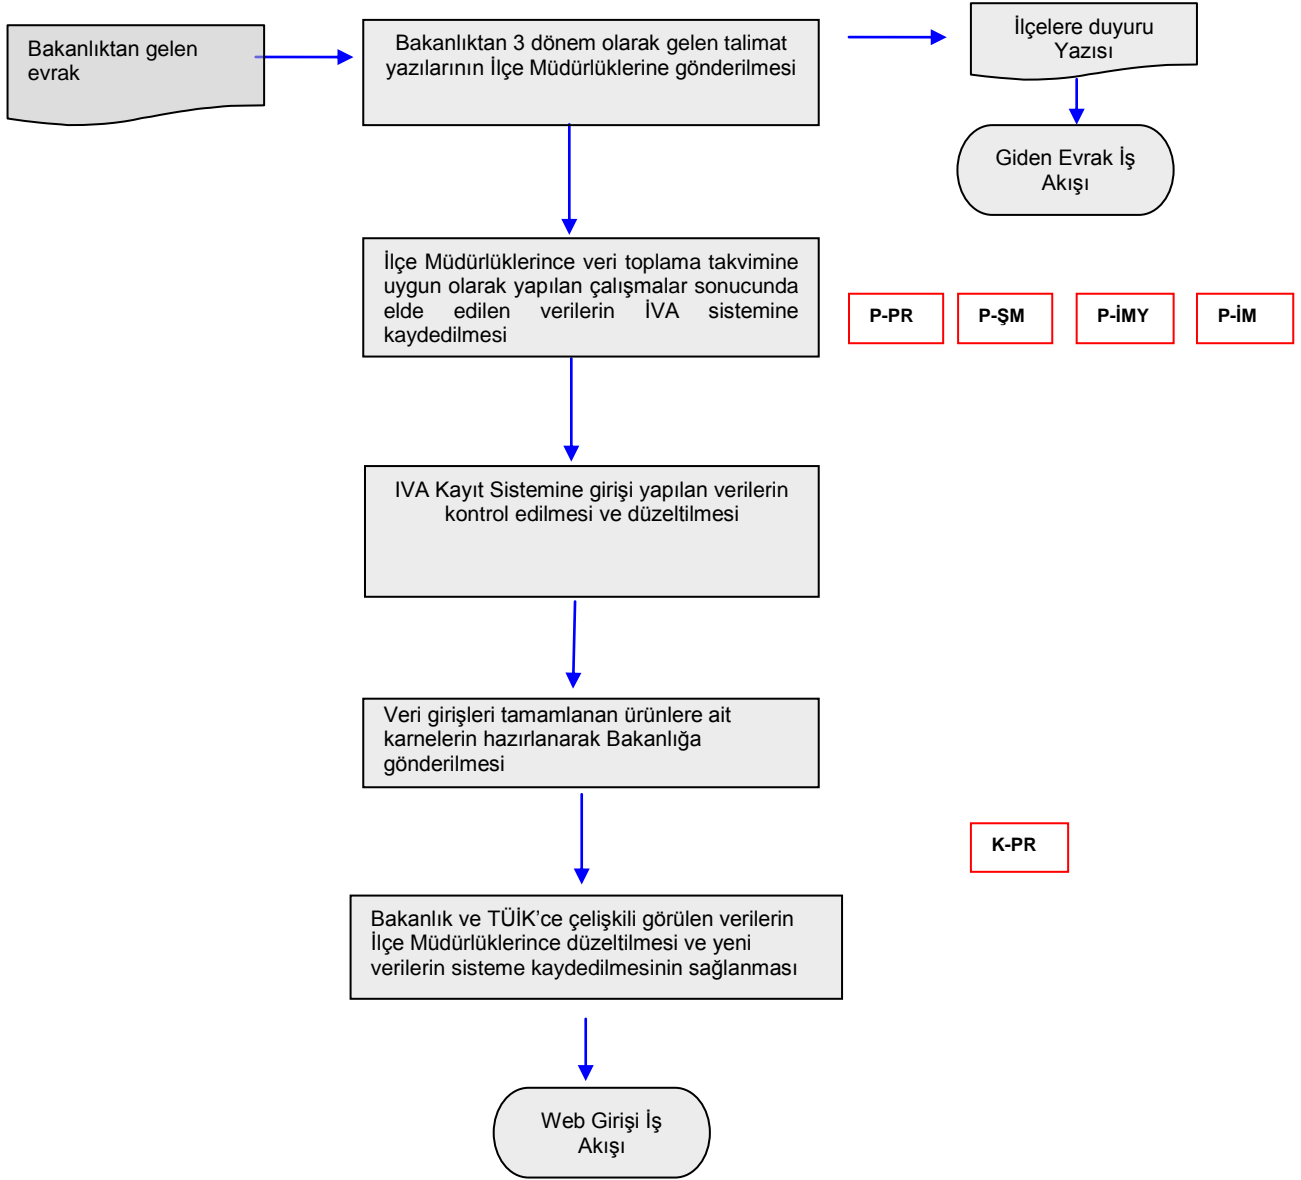 Bakanlıktan gelen
evrak
Bakanlıktan 3 dönem olarak gelen talimat
yazılarının İlçe Müdürlüklerine gönderilmesi
İlçelere duyuru
Yazısı
Giden Evrak İş
Akışı
İlçe Müdürlüklerince veri toplama takvimine
uygun olarak yapılan çalışmalar sonucunda
elde edilen verilerin İVA sistemine
kaydedilmesi
P-PR
P-ŞM
P-İMY
P-İM
IVA Kayıt Sistemine girişi yapılan verilerin
kontrol edilmesi ve düzeltilmesi
Veri girişleri tamamlanan ürünlere ait
karnelerin hazırlanarak Bakanlığa
gönderilmesi
K-PR
Bakanlık ve TÜİK’ce çelişkili görülen verilerin
İlçe Müdürlüklerince düzeltilmesi ve yeni
verilerin sisteme kaydedilmesinin sağlanması
Web Girişi İş
Akışı